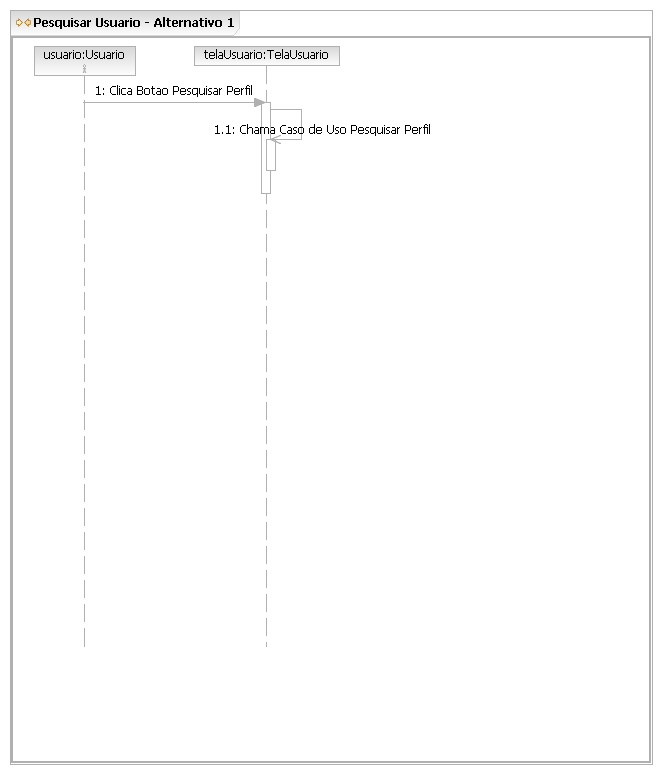 Pesquisar Usuario - Alternativo 1
usuario:Usuario
telaUsuario:TelaUsuario
1: Clica Botao Pesquisar Perfil
1.1: Chama Caso de Uso Pesquisar Perfil